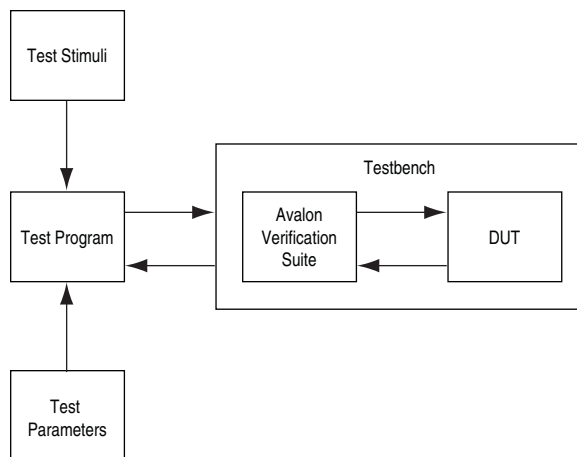 Test Stimuli
Testbench
Test Program
Avalon
Verification
Suite
DUT
Test
Parameters